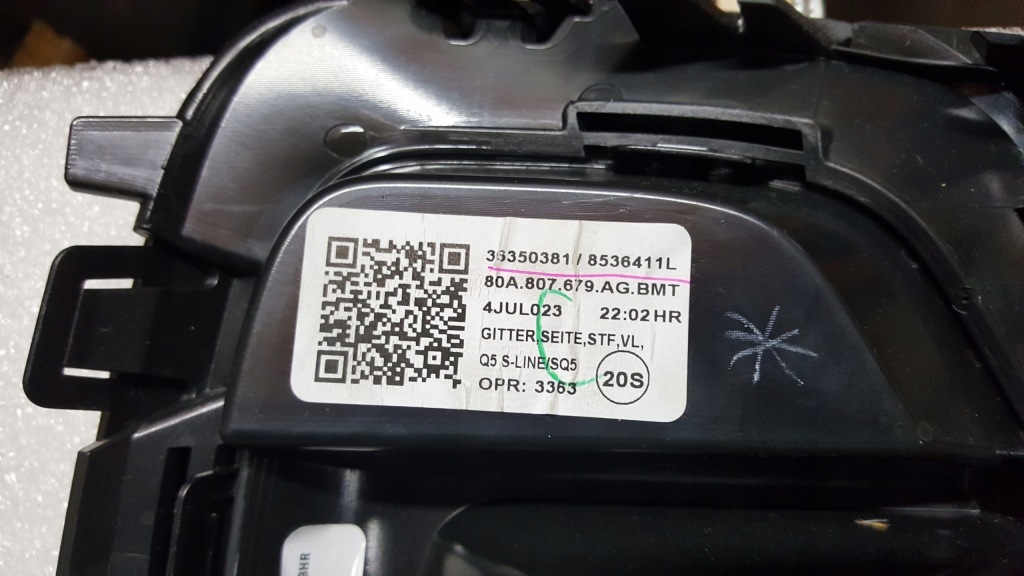 36350381 / 8536411L
80A.807.679.AG.BMT
4JUL023 22:02HR
GITTER,SEITE,STF,VL,
Q5 S-LINE/SQ5
OPR: 3363 20S
HR